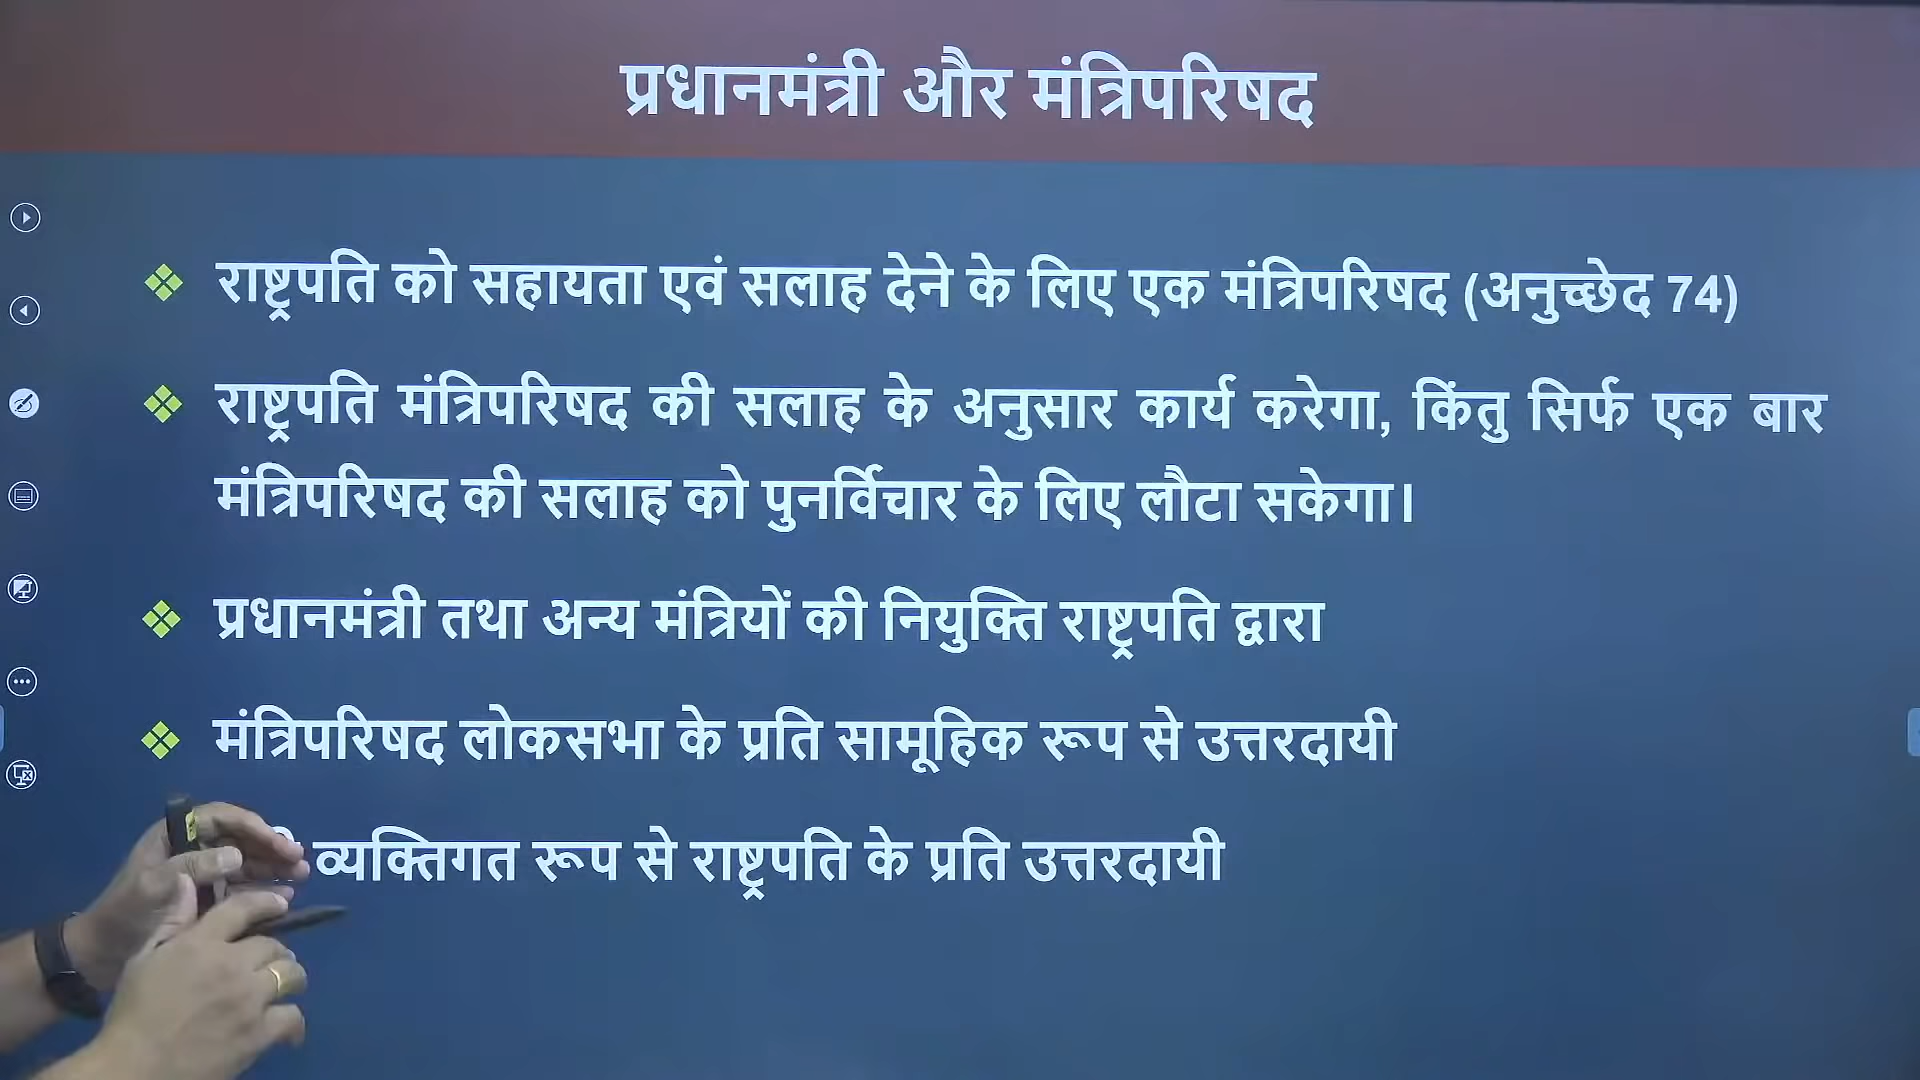 प्रधानमंत्री और मंत्रिपरिषद
राष्ट्रपति को सहायता एवं सलाह देने के लिए एक मंत्रिपरिषद (अनुच्छेद 74)
राष्ट्रपति मंत्रिपरिषद की सलाह के अनुसार कार्य करेगा, किंतु सिर्फ एक बार
मंत्रिपरिषद की सलाह को पुनर्विचार के लिए लौटा सकेगा।
प्रधानमंत्री तथा अन्य मंत्रियों की नियुक्ति राष्ट्रपति द्वारा
मंत्रिपरिषद लोकसभा के प्रति सामूहिक रूप से उत्तरदायी
व्यक्तिगत रूप से राष्ट्रपति के प्रति उत्तरदायी